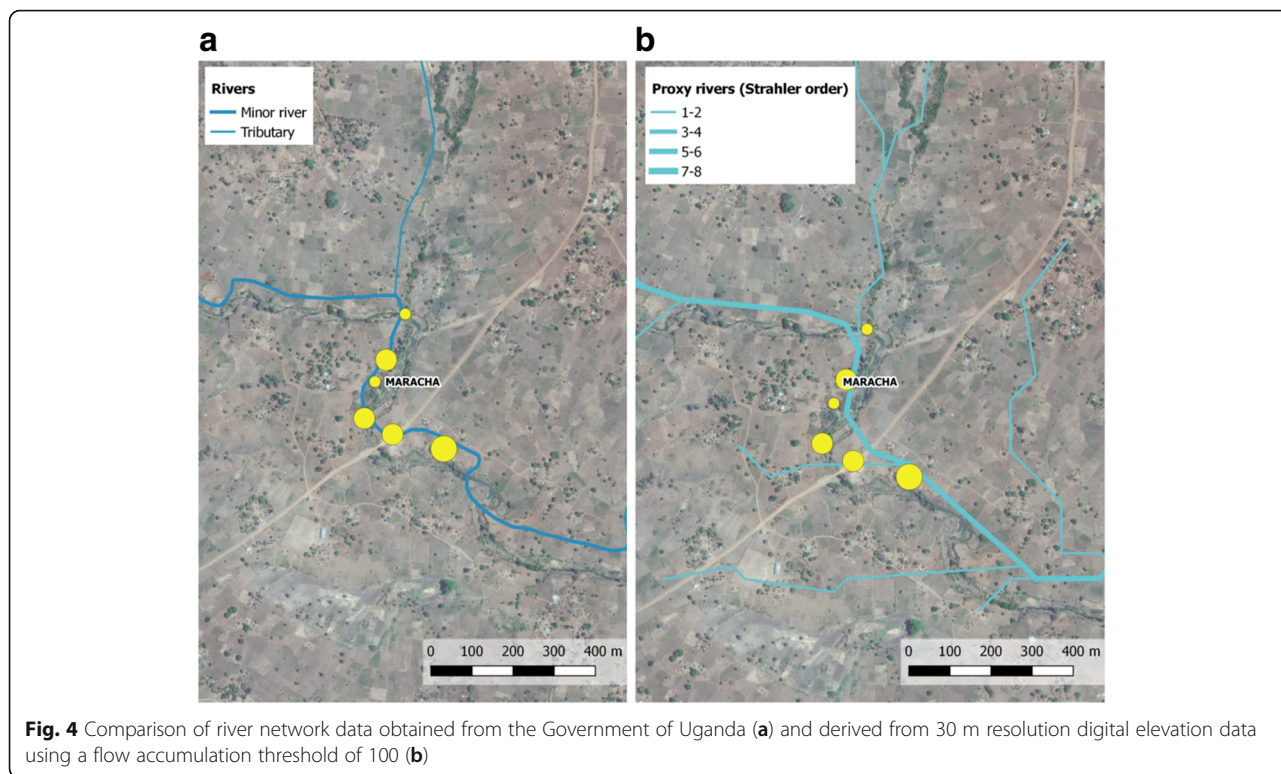 a
Rivers
Minor river
Tributary
MARACHA
0 100 200 300 400 m
b
Proxy rivers (Strahler order)
1-2
3-4
5-6
7-8
MARACHA
0 100 200 300 400 m
Fig. 4 Comparison of river network data obtained from the Government of Uganda (a) and derived from 30 m resolution digital elevation data
using a flow accumulation threshold of 100 (b)